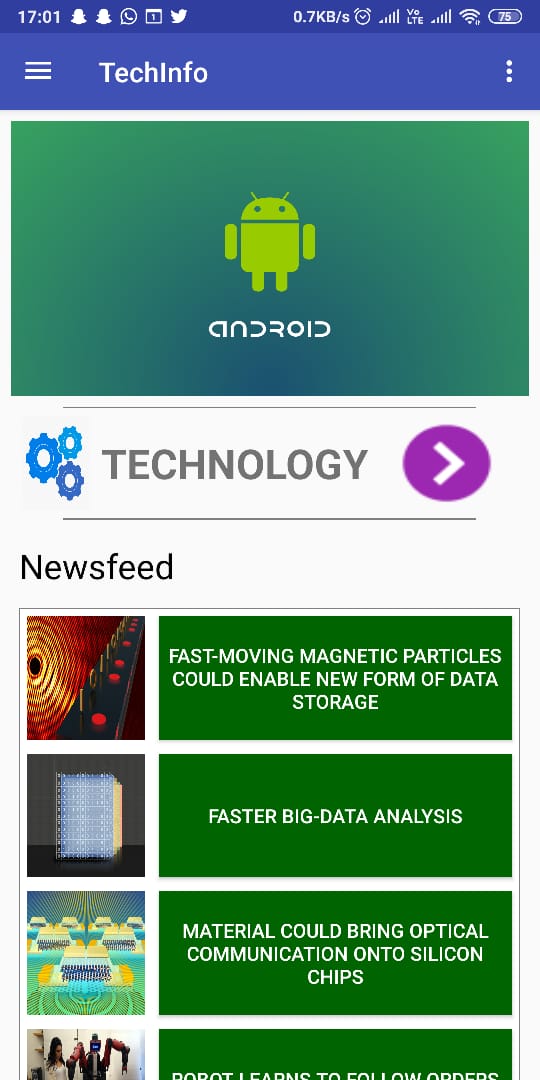 17:01 1 0.7KB/s Vo LTE 75
TechInfo
ANDROID
TECHNOLOGY
Newsfeed
FAST-MOVING MAGNETIC PARTICLES
COULD ENABLE NEW FORM OF DATA
STORAGE
FASTER BIG-DATA ANALYSIS
MATERIAL COULD BRING OPTICAL
COMMUNICATION ONTO SILICON
CHIPS
ROBOT LEARNS TO FOLLOW ORDERS